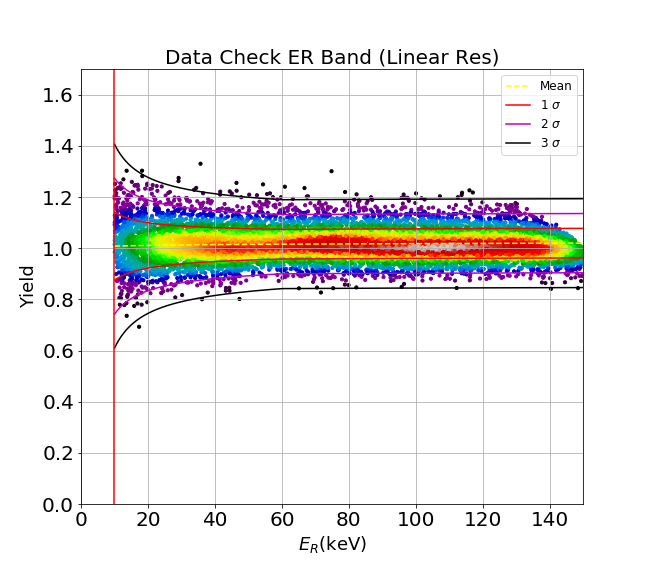 Data Check ER Band (Linear Res)
Mean
1 σ
2 σ
3 σ
Yield
1.6
1.4
1.2
1.0
0.8
0.6
0.4
0.2
0.0
0 20 40 60 80 100 120 140
E_R(keV)